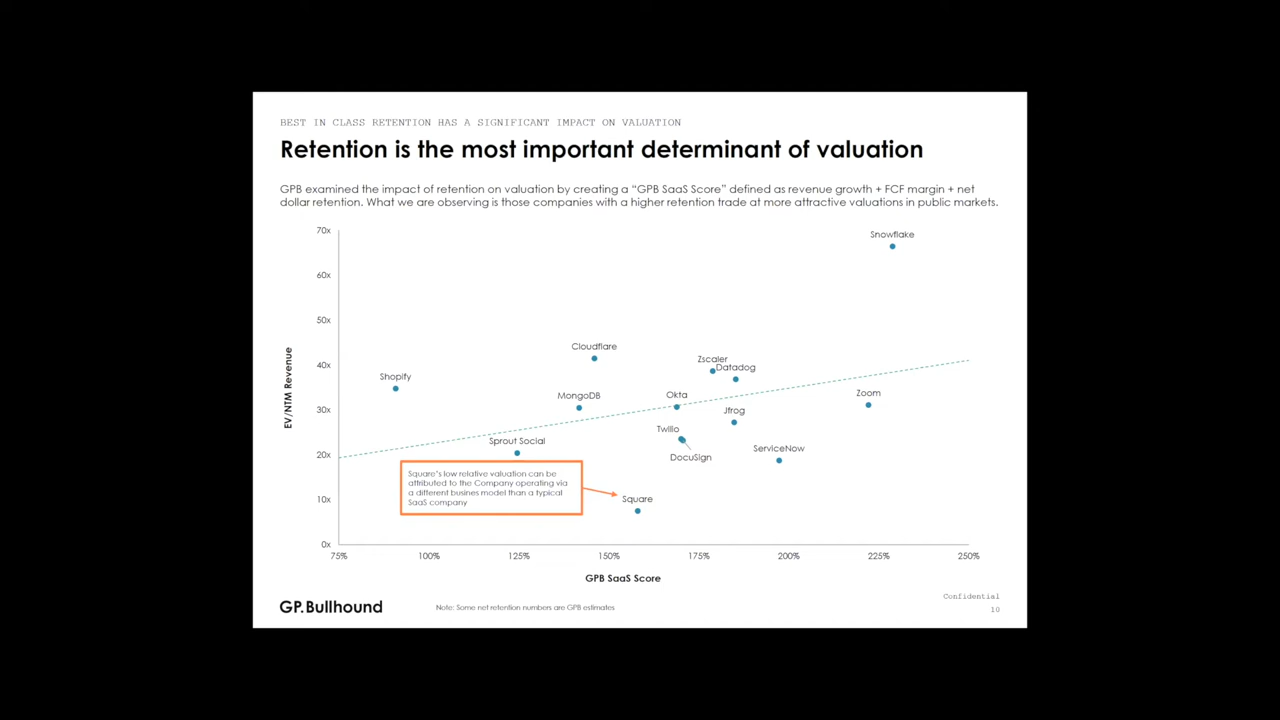 BEST IN CLASS RETENTION HAS A SIGNIFICANT IMPACT ON VALUATION
Retention is the most important determinant of valuation
GPB examined the impact of retention on valuation by creating a “GPB SaaS Score” defined as revenue growth + FCF margin + net
dollar retention. What we are observing is those companies with a higher retention trade at more attractive valuations in public markets.
70x
60x
50x
40x
30x
20x
10x
0x
EV/NTM Revenue
Snowflake
Cloudflare
Zscaler
Datadog
Shopify
MongoDB
Okta
Zoom
Jfrog
Twilio
Sprout Social
ServiceNow
DocuSign
Square's low relative valuation can be
attributed to the Company operating via
a different busines model than a typical
SaaS company
Square
75%
100%
125%
150%
175%
200%
225%
250%
GPB SaaS Score
GP.Bullhound
Note: Some net retention numbers are GPB estimates
Confidential
10